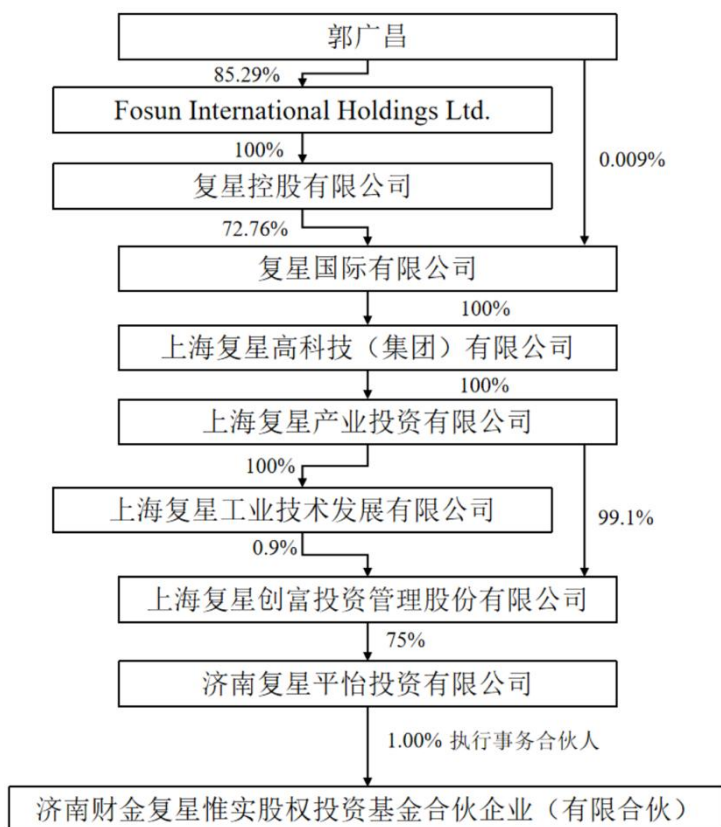 郭广昌
85.29%
Fosun International Holdings Ltd.
100%
0.009%
复星控股有限公司
72.76%
复星国际有限公司
100%
上海复星高科技（集团）有限公司
100%
上海复星产业投资有限公司
100%
上海复星工业技术发展有限公司
99.1%
0.9%
上海复星创富投资管理股份有限公司
75%
济南复星平怡投资有限公司
1.00% 执行事务合伙人
济南财金复星惟实股权投资基金合伙企业（有限合伙）